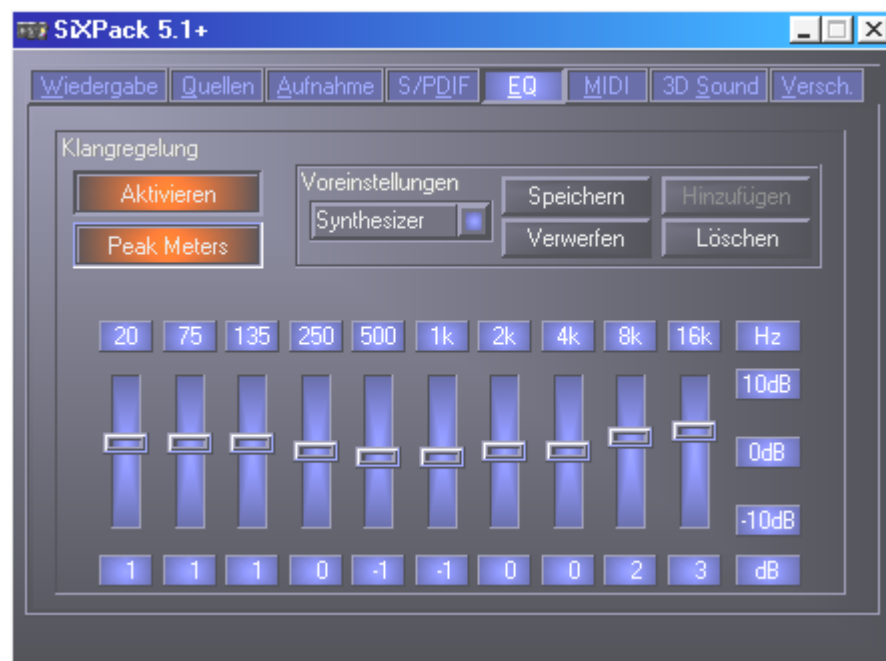 SiXPack 5.1+
Wiedergabe Quellen Aufnahme S/PDIF EQ MIDI 3D Sound Versch.
Klangregelung
Aktivieren
Peak Meters
Voreinstellungen
Synthesizer
Speichern Hinzufügen
Verwerfen Löschen
20 75 135 250 500 1k 2k 4k 8k 16k Hz
10dB
0dB
-10dB
1 1 1 0 -1 -1 0 0 2 3 dB